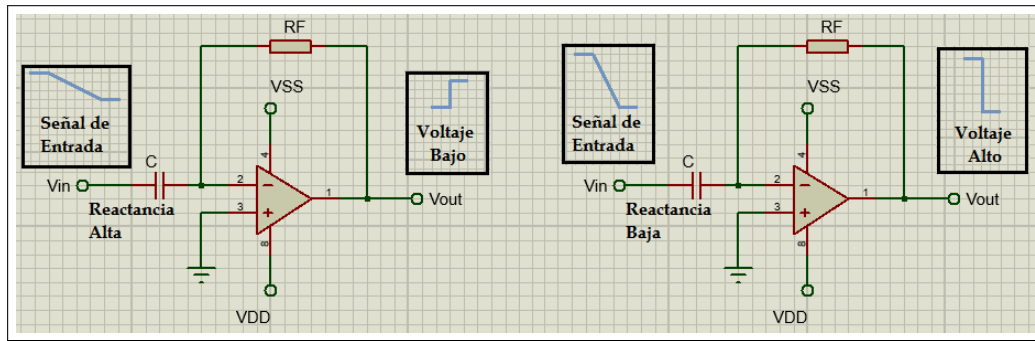 RF
VSS
Señal de
Entrada
Voltaje
Bajo
C
4
Vin
2
3
1
8
Vout
Reactancia
Alta
VDD
RF
VSS
Señal de
Entrada
Voltaje
Alto
C
4
Vin
2
3
1
8
Vout
Reactancia
Baja
VDD